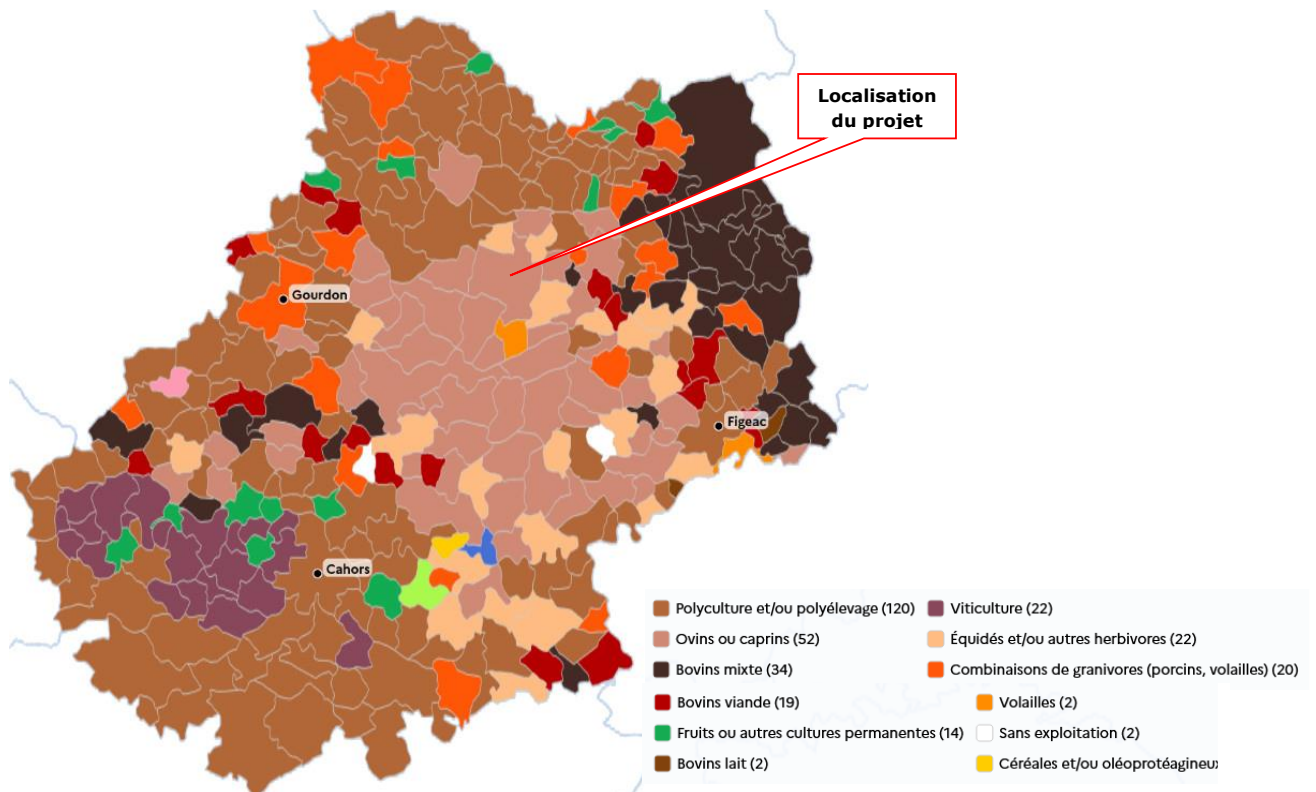 Localisation
du projet
Gourdon
Figeac
Cahors
Polyculture et/ou polyélevage (120)
Viticulture (22)
Ovins ou caprins (52)
Équidés et/ou autres herbivores (22)
Bovins mixte (34)
Combinaisons de granivores (porcins, volailles) (20)
Bovins viande (19)
Volailles (2)
Fruits ou autres cultures permanentes (14)
Sans exploitation (2)
Bovins lait (2)
Céréales et/ou oléoprotéagineux